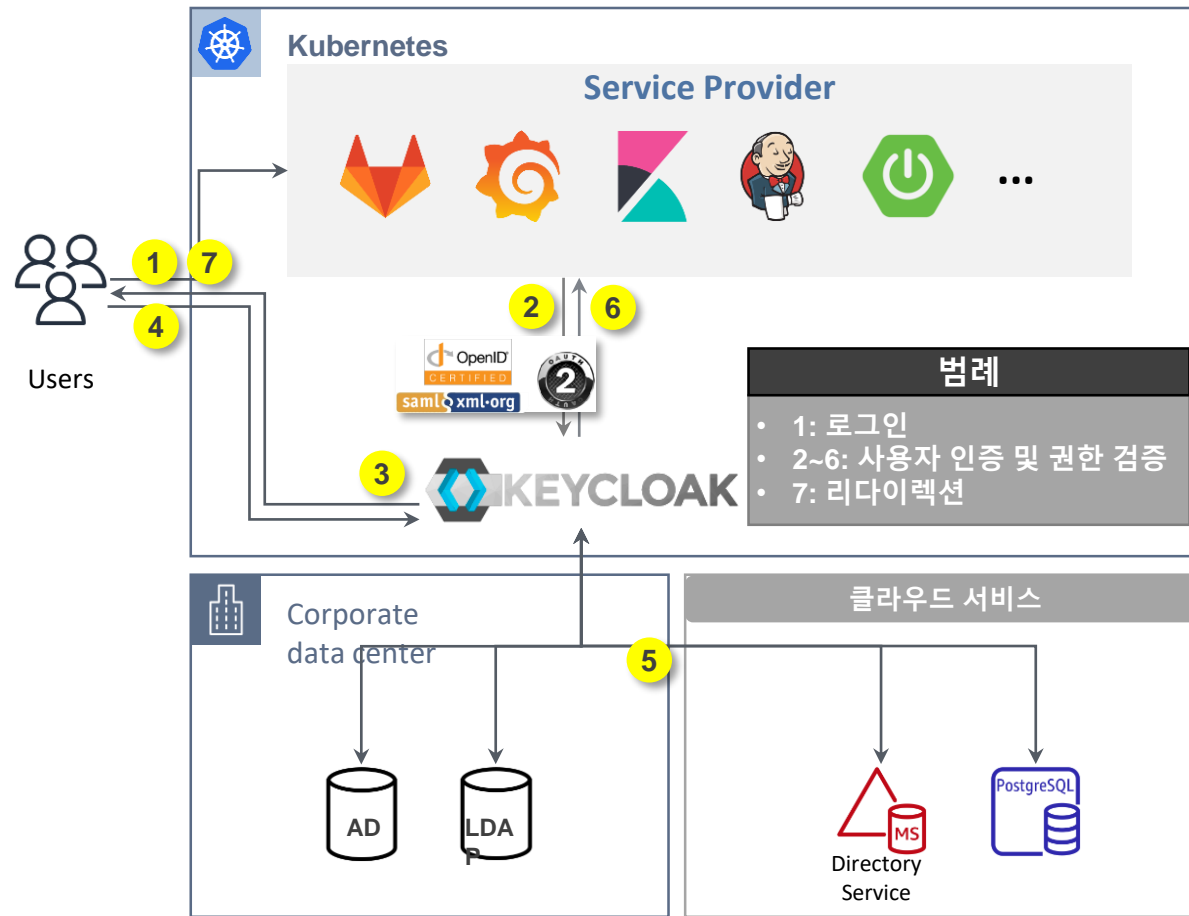 Kubernetes
Service Provider
...
1
7
4
Users
2
6
OpenID®
CERTIFIED
saml xml·org
OAUTH
2
3
KEYCLOAK
범례
• 1: 로그인
• 2~6: 사용자 인증 및 권한 검증
• 7: 리다이렉션
Corporate
data center
클라우드 서비스
5
AD
LDA
P
MS
Directory
Service
PostgreSQL